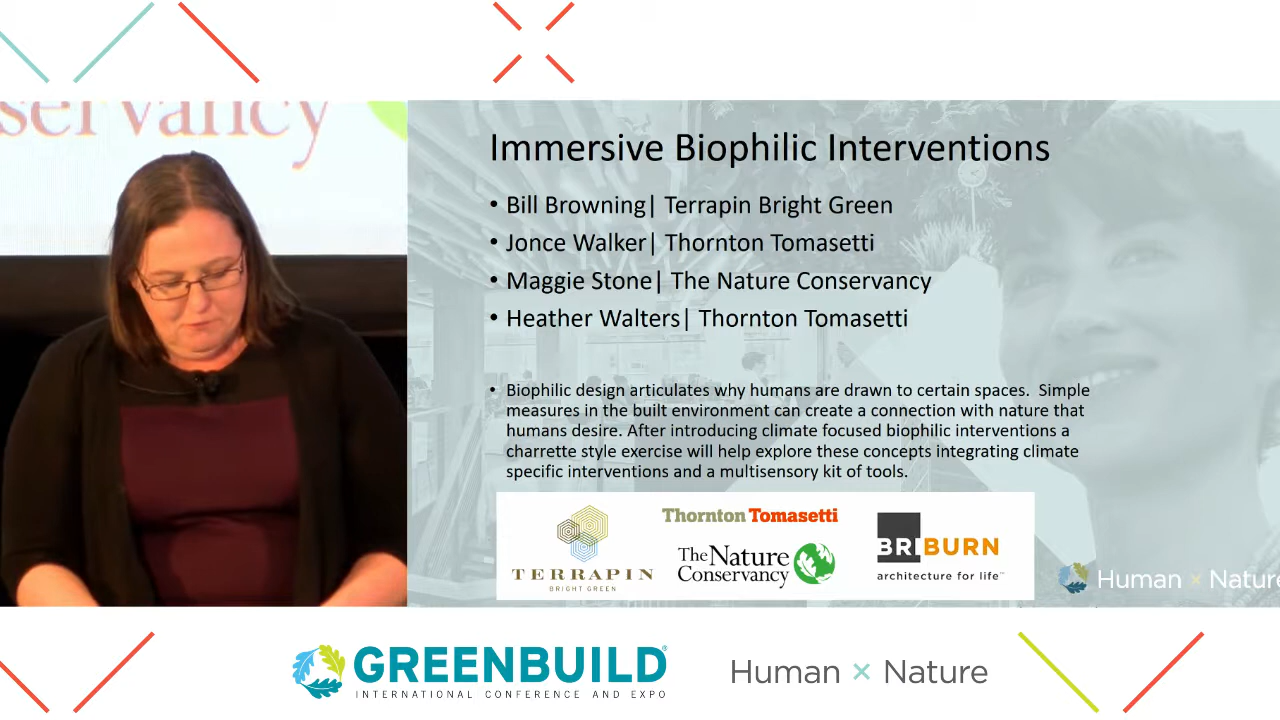 servancy
Immersive Biophilic Interventions
• Bill Browning| Terrapin Bright Green
• Jonce Walker| Thornton Tomasetti
• Maggie Stone| The Nature Conservancy
• Heather Walters| Thornton Tomasetti
• Biophilic design articulates why humans are drawn to certain spaces. Simple
measures in the built environment can create a connection with nature that
humans desire. After introducing climate focused biophilic interventions a
charrette style exercise will help explore these concepts integrating climate
specific interventions and a multisensory kit of tools.
TERRAPIN
BRIGHT GREEN
Thornton Tomasetti
The Nature
Conservancy
BRIBURN
architecture for life™
Human × Nature
GREENBUILD®
INTERNATIONAL CONFERENCE AND EXPO
Human × Nature